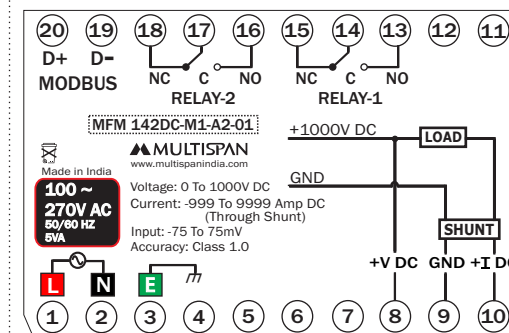 20 19 18 17 16 15 14 13 12 11
D+ D- NC C NO NC C NO
MODBUS RELAY-2 RELAY-1
MFM 142DC-M1-A2-01
MULTISPAN
www.multispanindia.com
Made in India
100 ~
270V AC
50/60 HZ
5VA
Voltage: 0 To 1000V DC
Current: -999 To 9999 Amp DC
(Through Shunt)
Input: -75 To 75mV
Accuracy: Class 1.0
+1000V DC
LOAD
GND
SHUNT
+V DC GND +I DC
L N E
1 2 3 4 5 6 7 8 9 10